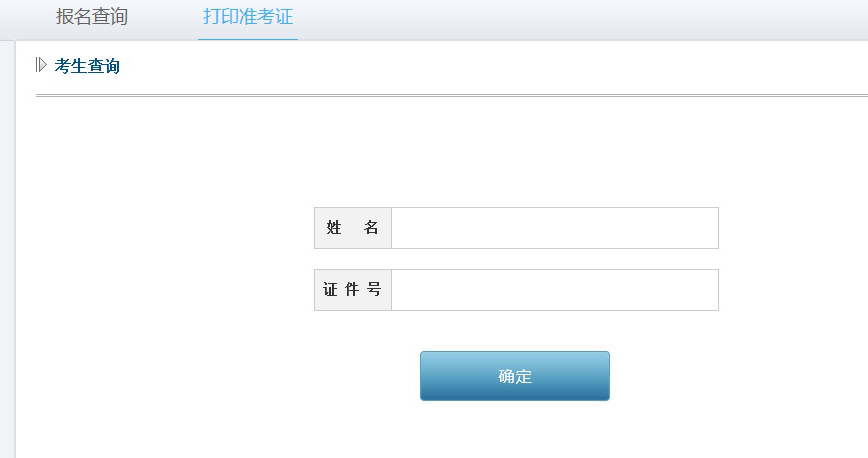 报名查询 打印准考证
考生查询
姓 名
证件号
确定